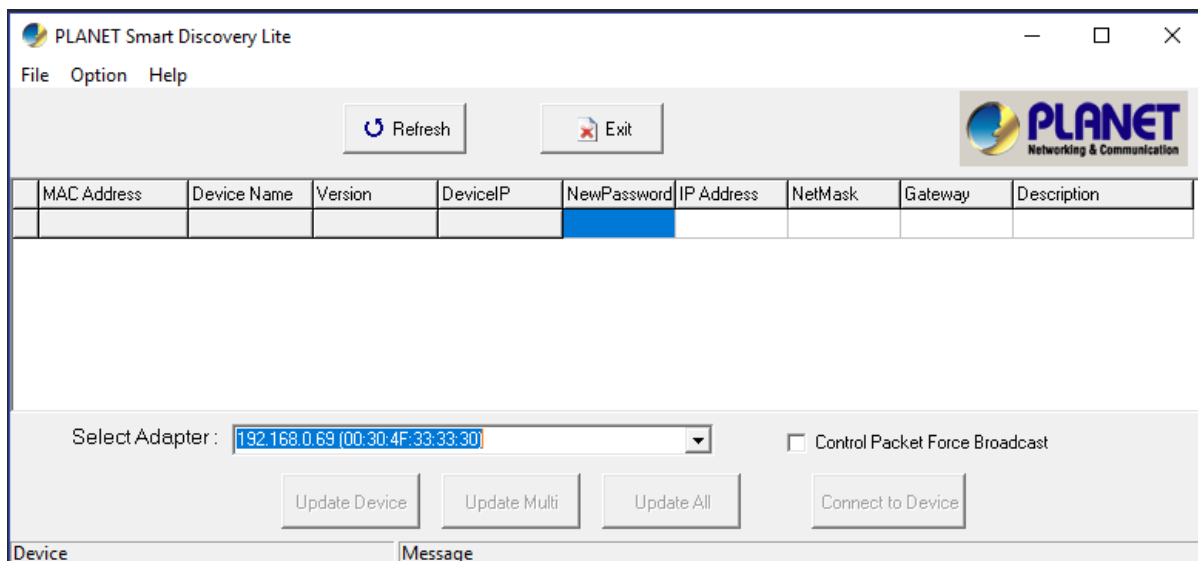 PLANET Smart Discovery Lite
File Option Help
Refresh Exit PLANET
Networking & Communication
MAC Address Device Name Version DeviceIP NewPassword IP Address NetMask Gateway Description
Select Adapter : 192.168.0.69 (00:30:4F:33:33:30) Control Packet Force Broadcast
Update Device Update Multi Update All Connect to Device
Device Message